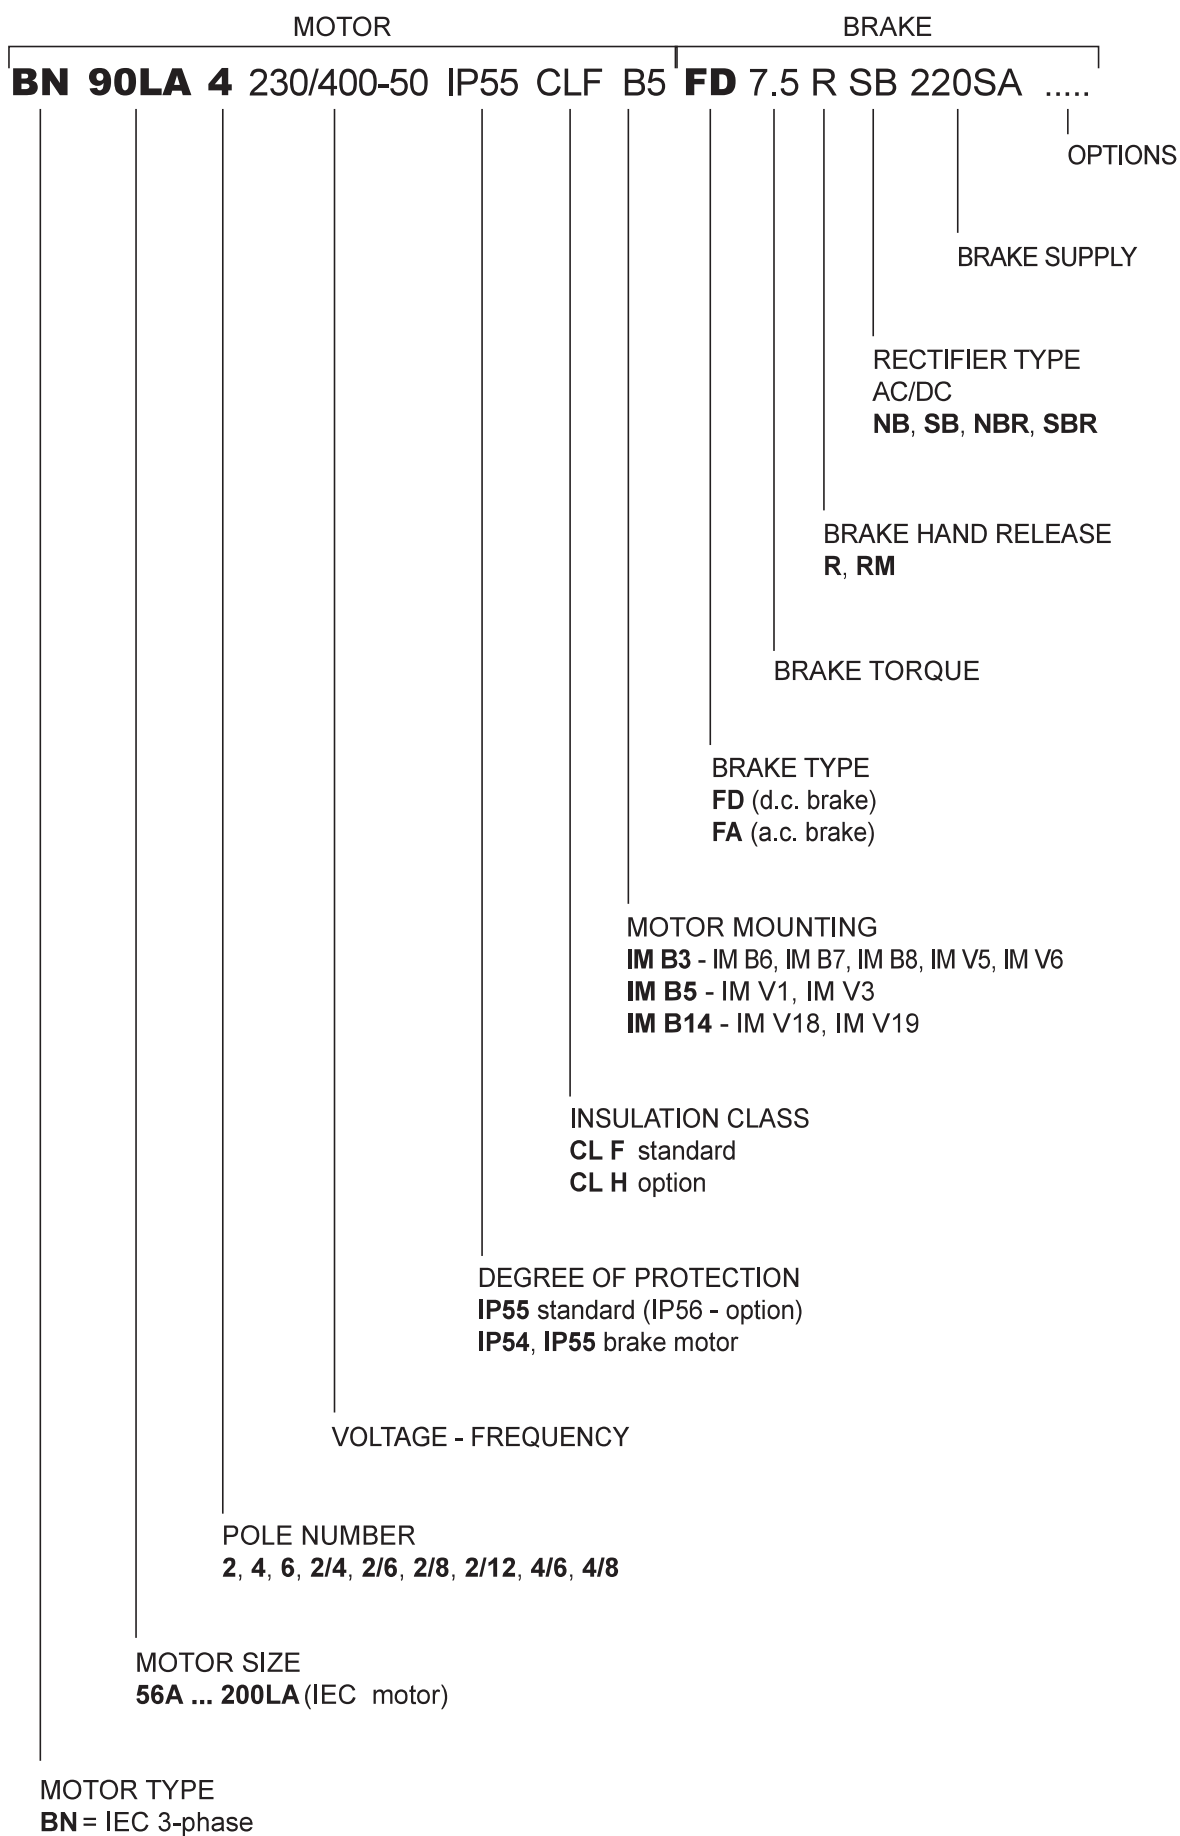 MOTOR BRAKE
BN 90LA 4 230/400-50 IP55 CLF B5 FD 7.5 R SB 220SA .....
OPTIONS
BRAKE SUPPLY
RECTIFIER TYPE
AC/DC
NB, SB, NBR, SBR
BRAKE HAND RELEASE
R, RM
BRAKE TORQUE
BRAKE TYPE
FD (d.c. brake)
FA (a.c. brake)
MOTOR MOUNTING
IM B3 - IM B6, IM B7, IM B8, IM V5, IM V6
IM B5 - IM V1, IM V3
IM B14 - IM V18, IM V19
INSULATION CLASS
CL F standard
CL H option
DEGREE OF PROTECTION
IP55 standard (IP56 - option)
IP54, IP55 brake motor
VOLTAGE - FREQUENCY
POLE NUMBER
2, 4, 6, 2/4, 2/6, 2/8, 2/12, 4/6, 4/8
MOTOR SIZE
56A ... 200LA (IEC motor)
MOTOR TYPE
BN = IEC 3-phase